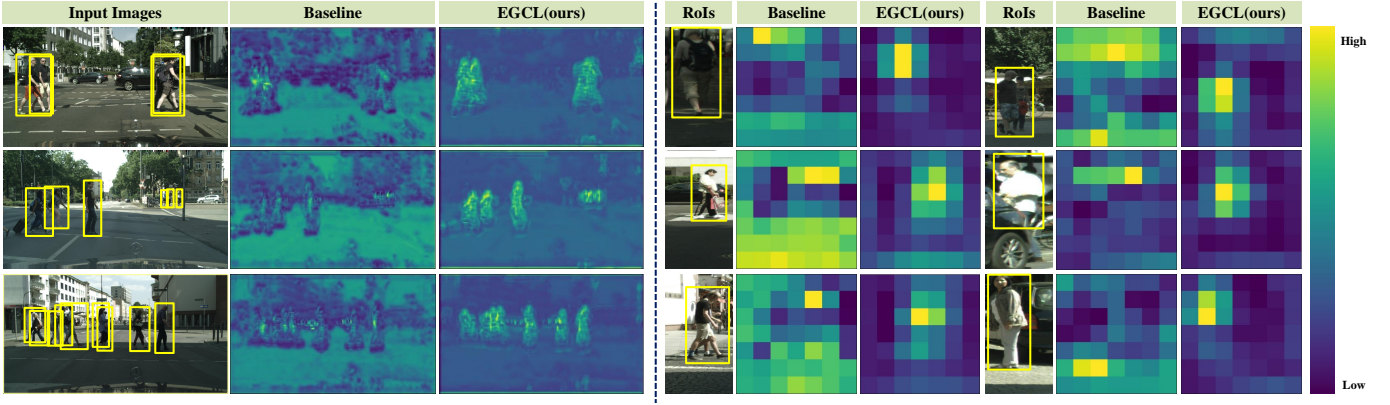 Input Images
Baseline
EGCL(ours)
RoIs
Baseline
EGCL(ours)
RoIs
Baseline
EGCL(ours)
High
Low